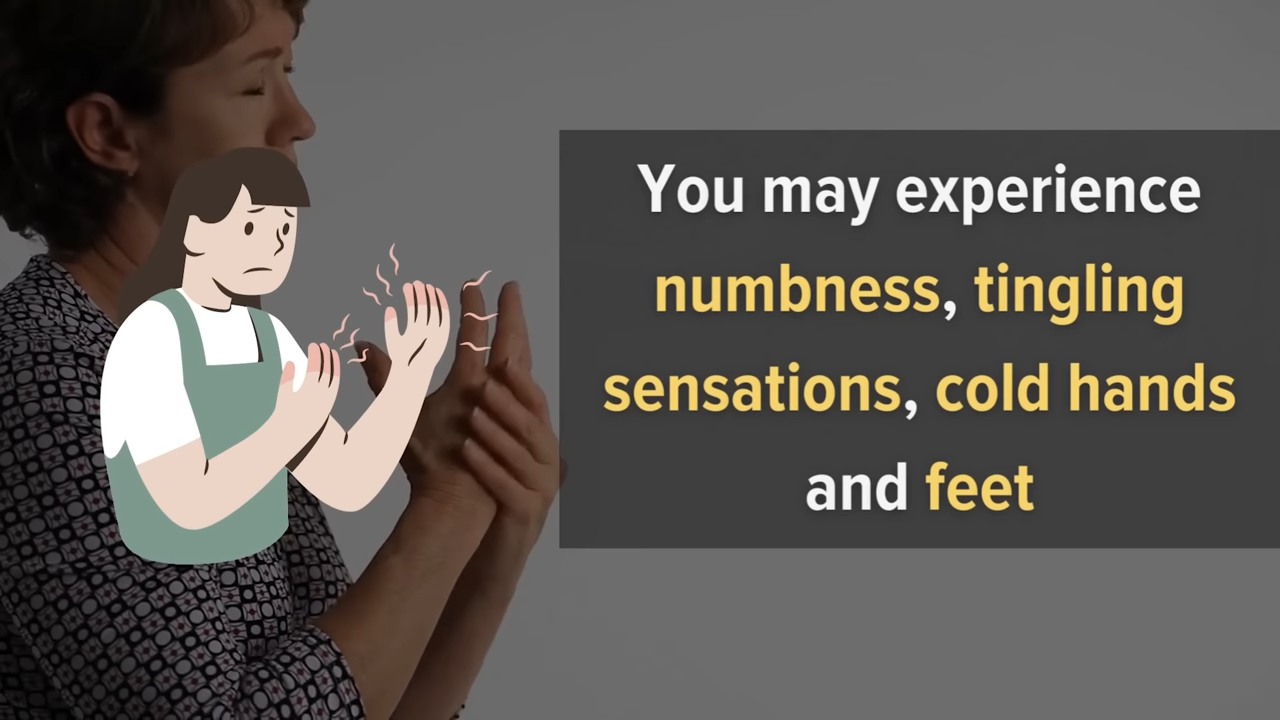 You may experience
numbness, tingling
sensations, cold hands
and feet